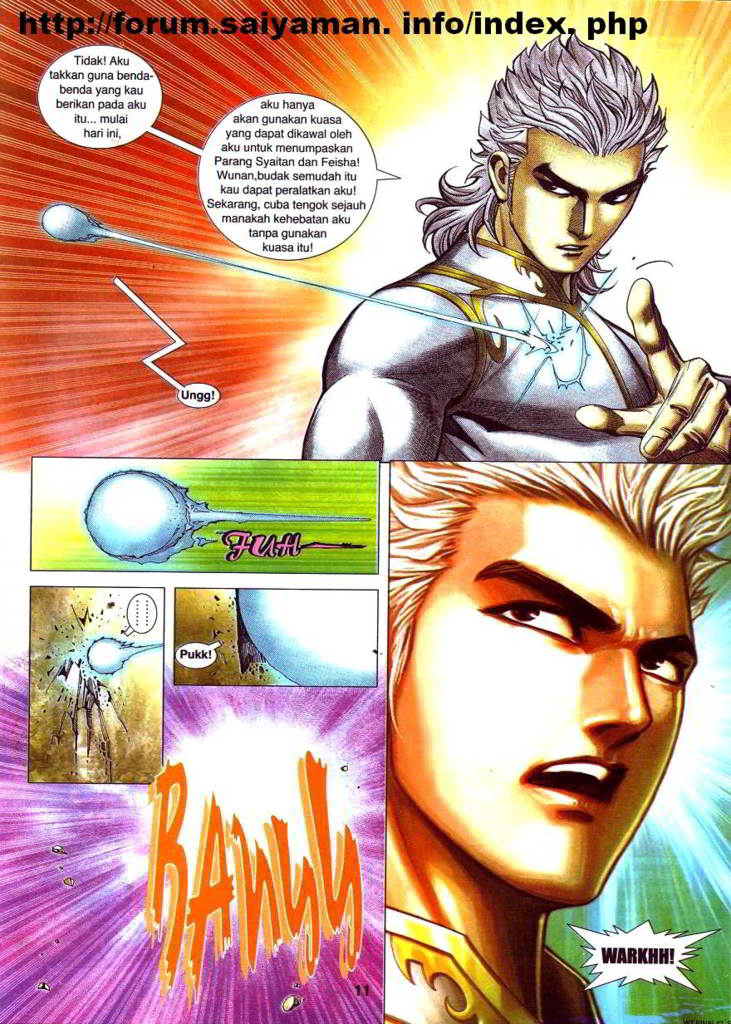 http://forum.saiyaman. info/index. php
Tidak! Aku
takkan guna benda-
benda yang kau
berikan pada aku
itu... mulai
hari ini,
aku hanya
akan gunakan kuasa
yang dapat dikawal oleh
aku untuk menumpaskan
Parang Syaitan dan Feisha!
Wunan,budak semudah itu
kau dapat peralatkan aku!
Sekarang, cuba tengok sejauh
manakah kehebatan aku
tanpa gunakan
kuasa itu!
Ungg!
FUH
Pukk!
WARKHH!
11